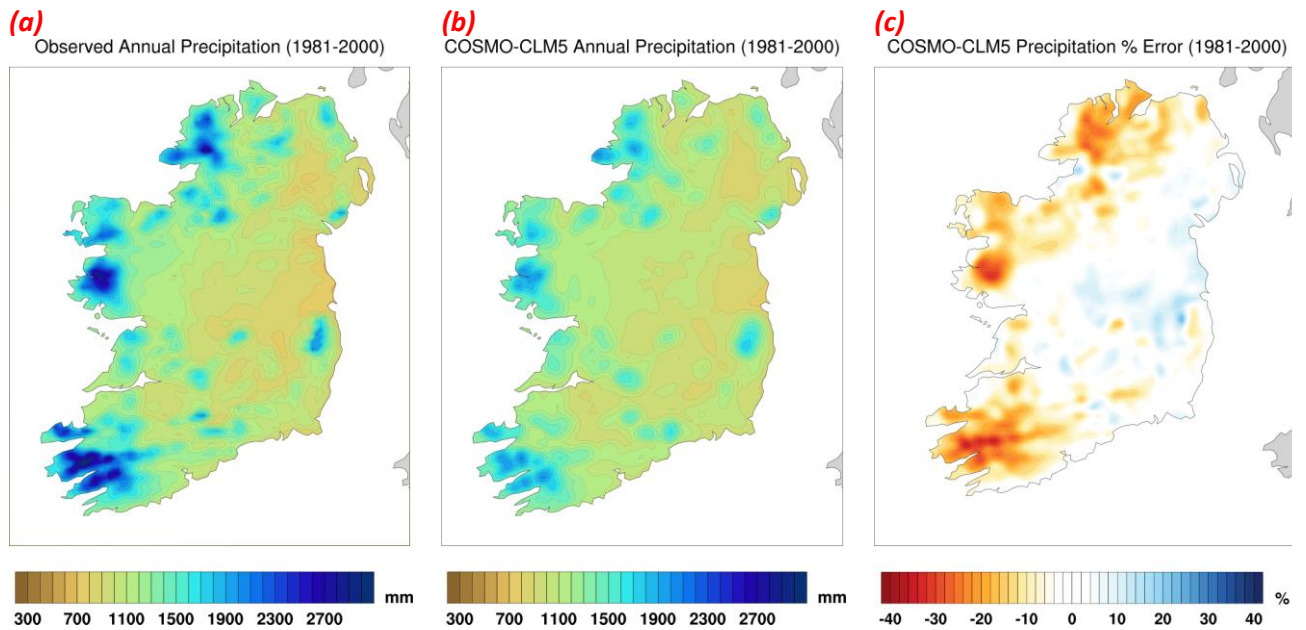 (a)
Observed Annual Precipitation (1981-2000)
300 700 1100 1500 1900 2300 2700 mm
(b)
COSMO-CLM5 Annual Precipitation (1981-2000)
300 700 1100 1500 1900 2300 2700 mm
(c)
COSMO-CLM5 Precipitation % Error (1981-2000)
-40 -30 -20 -10 0 10 20 30 40 %